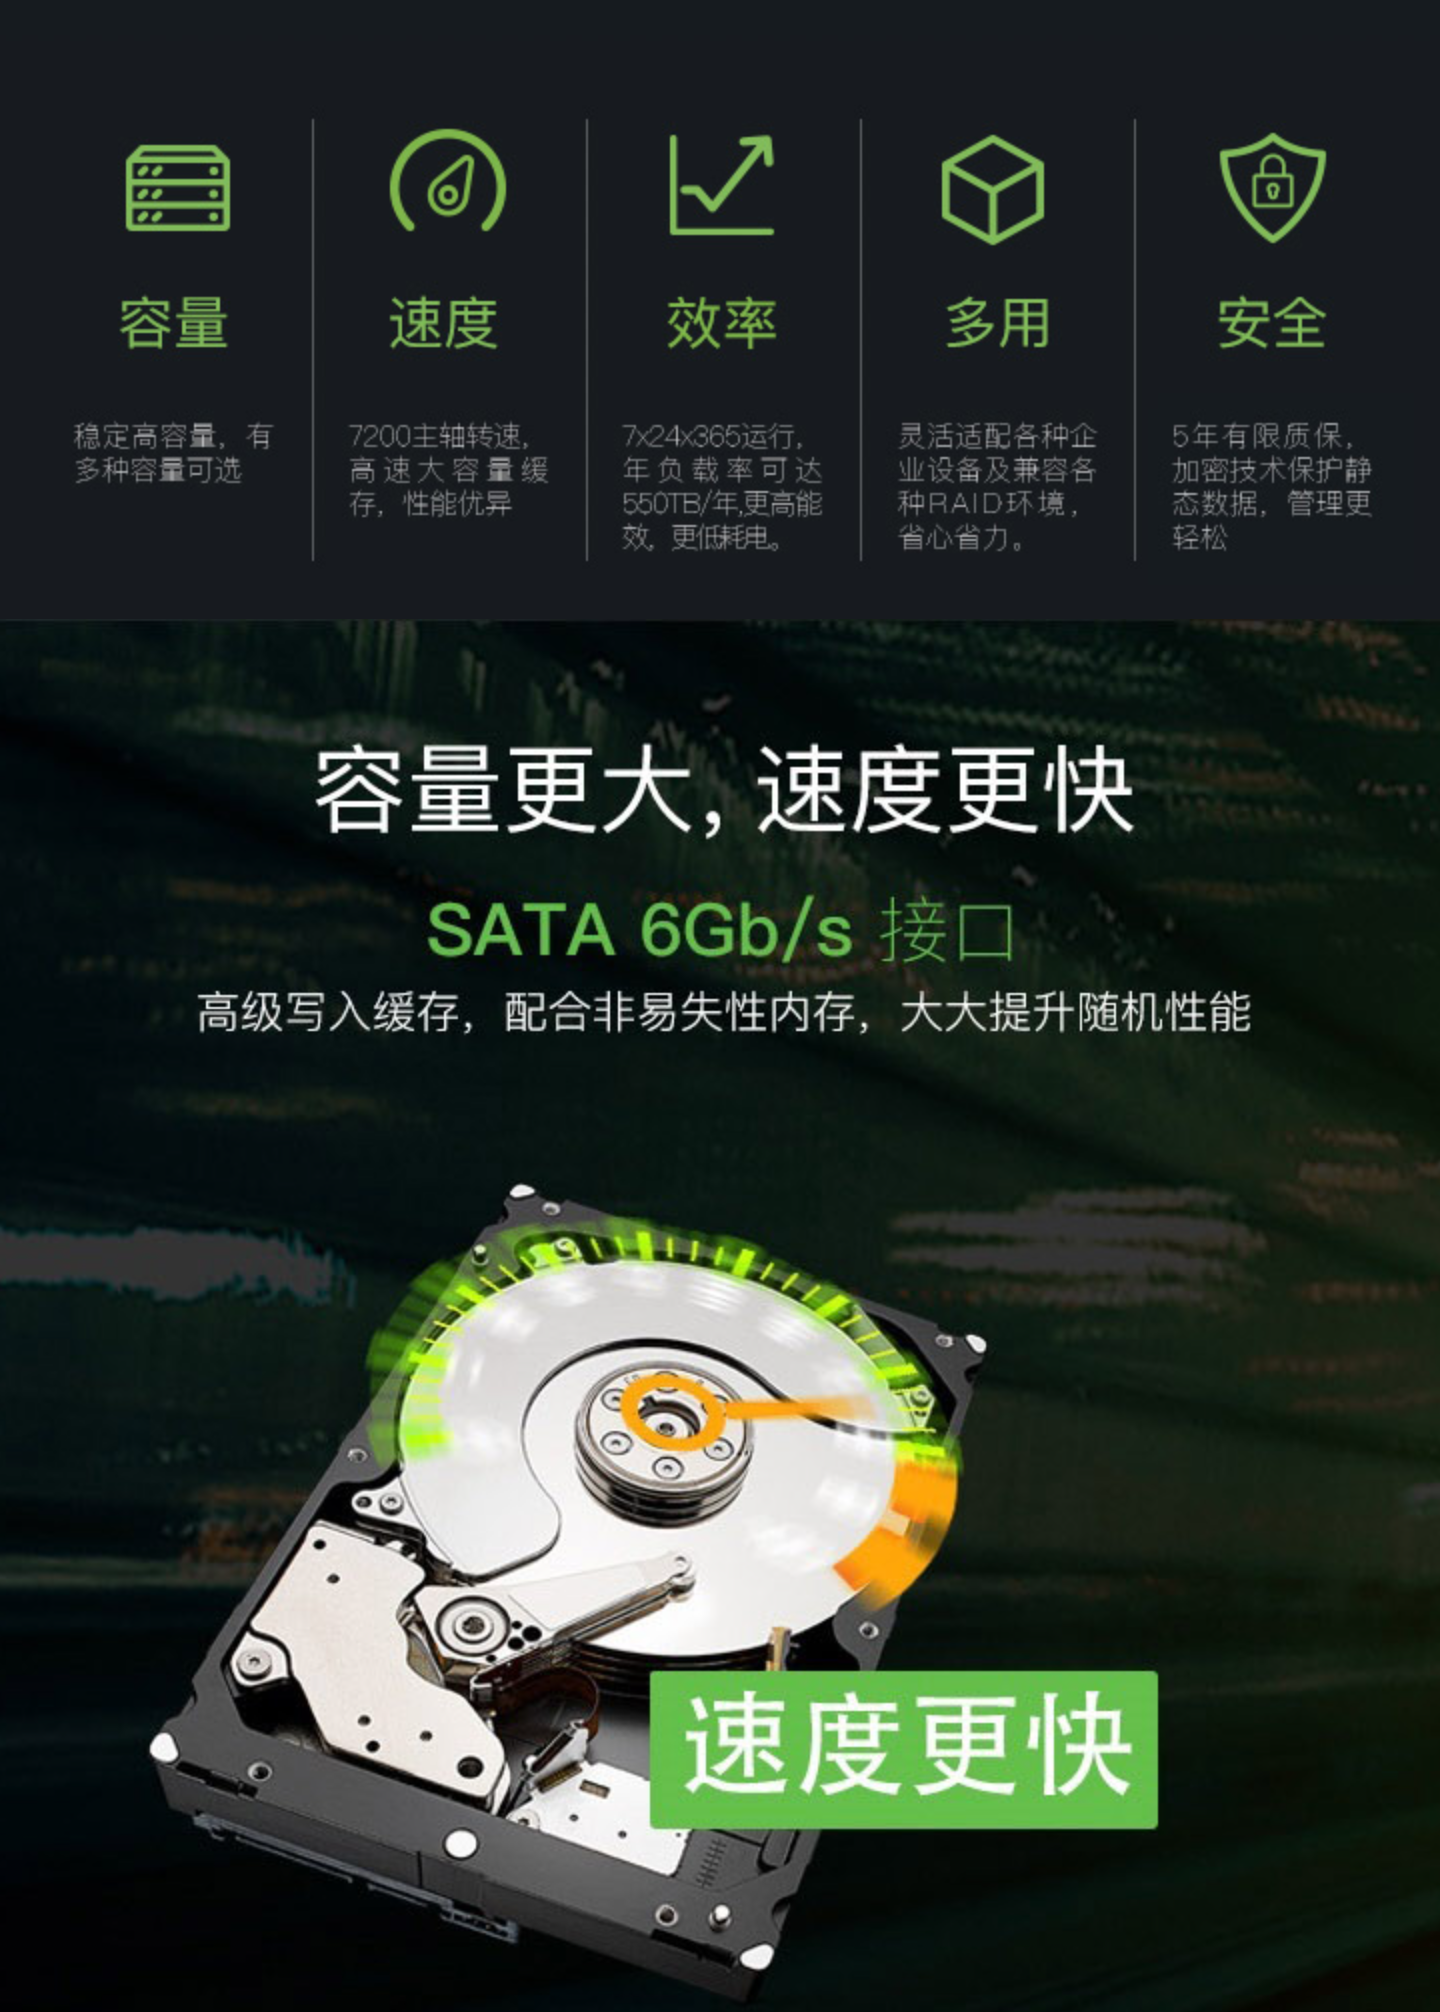 容量
稳定高容量，有
多种容量可选
速度
7200主轴转速，
高速大容量缓
存，性能优异
效率
7x24x365运行，
年负载率可达
550TB/年,更高能
效，更低耗电。
多用
灵活适配各种企
业设备及兼容各
种RAID环境，
省心省力。
安全
5年有限质保，
加密技术保护静
态数据，管理更
轻松
容量更大，速度更快
SATA 6Gb/s 接口
高级写入缓存，配合非易失性内存，大大提升随机性能
速度更快